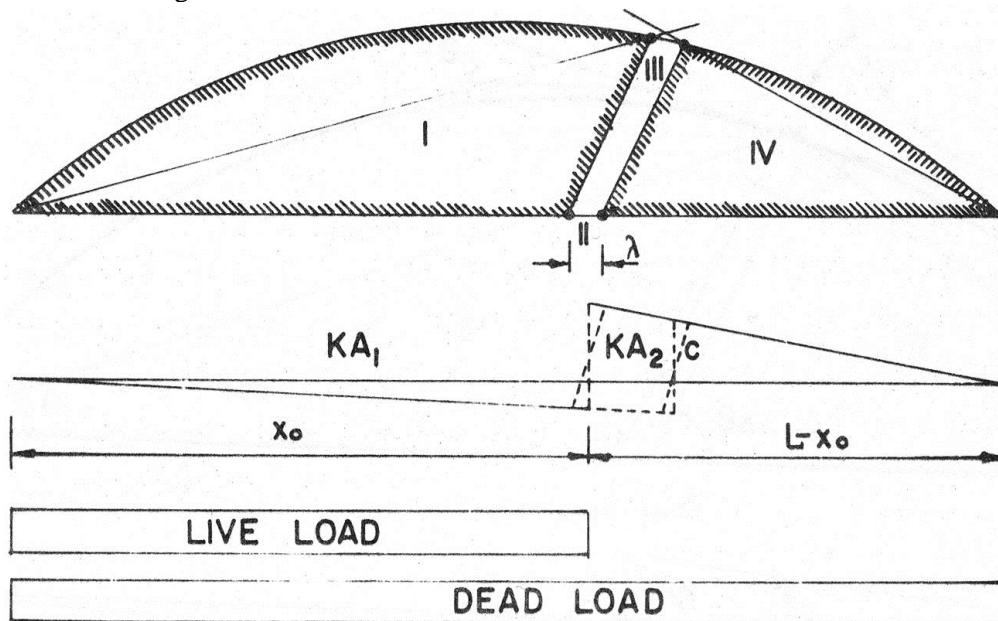 III
I
IV
II
λ
KA₁
KA₂
C
x₀
L-x₀
LIVE LOAD
DEAD LOAD